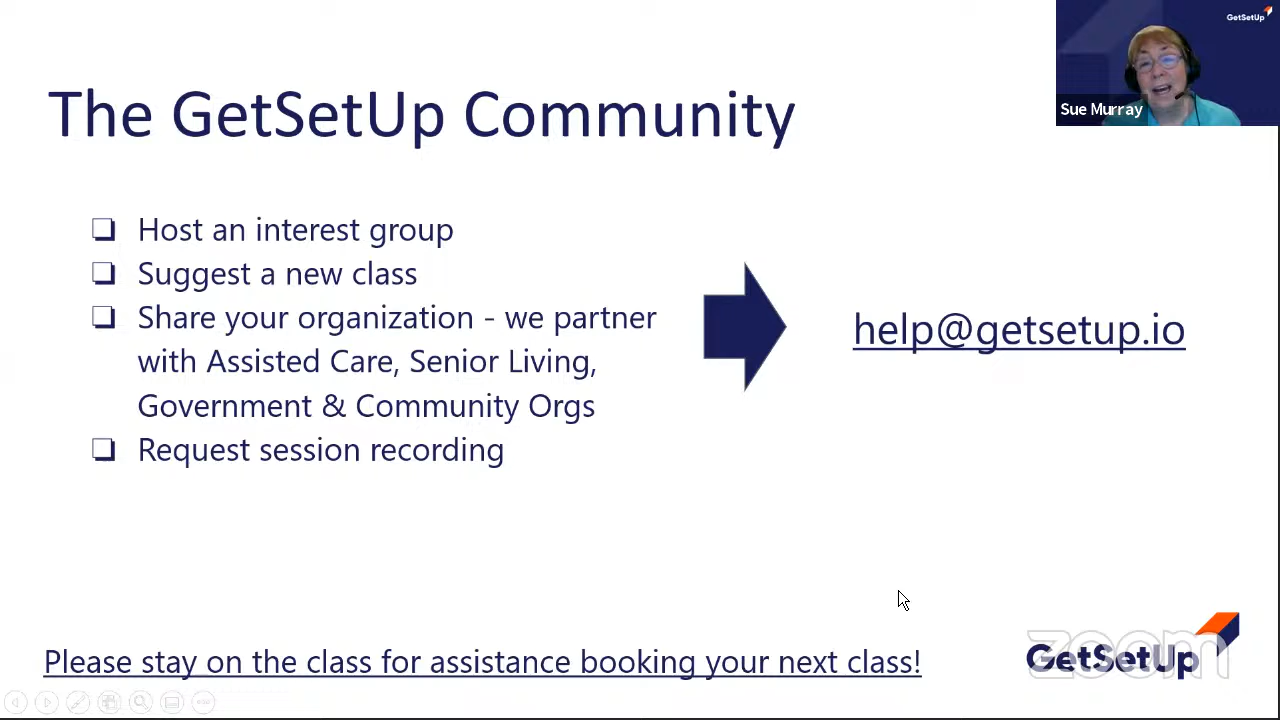 GetSetUp
Sue Murray
The GetSetUp Community
Host an interest group
Suggest a new class
Share your organization - we partner
with Assisted Care, Senior Living,
Government & Community Orgs
Request session recording
help@getsetup.io
Please stay on the class for assistance booking your next class!
zoom
GetSetUp